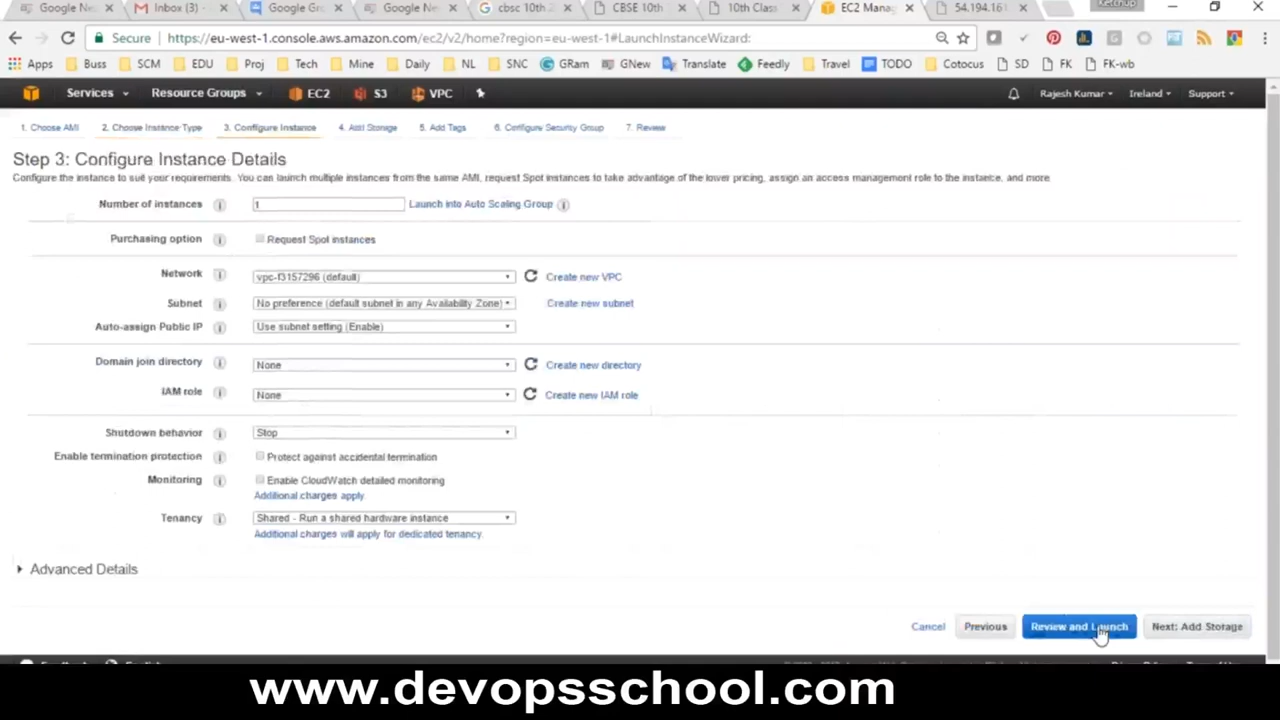 Google Ne
Inbox (3) -
Google Gr
Google Ne
cbsc 10th 2
CBSE 10th
10th Class
EC2 Mana
54.194.161
Ketchup
Secure
https://eu-west-1.console.aws.amazon.com/ec2/v2/home?region=eu-west-1#LaunchInstanceWizard:
Apps Buss SCM EDU Proj Tech Mine Daily NL SNC GRam GNew Translate Feedly Travel TODO Cotocus SD FK FK-wb
Services Resource Groups EC2 S3 VPC Rajesh Kumar Ireland Support
1. Choose AMI 2. Choose Instance Type 3. Configure Instance 4. Add Storage 5. Add Tags 6. Configure Security Group 7. Review
Step 3: Configure Instance Details
Configure the instance to suit your requirements. You can launch multiple instances from the same AMI, request Spot instances to take advantage of the lower pricing, assign an access management role to the instance, and more
Number of instances 1 Launch into Auto Scaling Group
Purchasing option Request Spot instances
Network vpc-f3157296 (default) Create new VPC
Subnet No preference (default subnet in any Availability Zone) Create new subnet
Auto-assign Public IP Use subnet setting (Enable)
Domain join directory None Create new directory
IAM role None Create new IAM role
Shutdown behavior Stop
Enable termination protection Protect against accidental termination
Monitoring Enable CloudWatch detailed monitoring
Additional charges apply
Tenancy Shared - Run a shared hardware instance
Additional charges will apply for dedicated tenancy.
Advanced Details
Cancel Previous Review and Launch Next: Add Storage
www.devopsschool.com